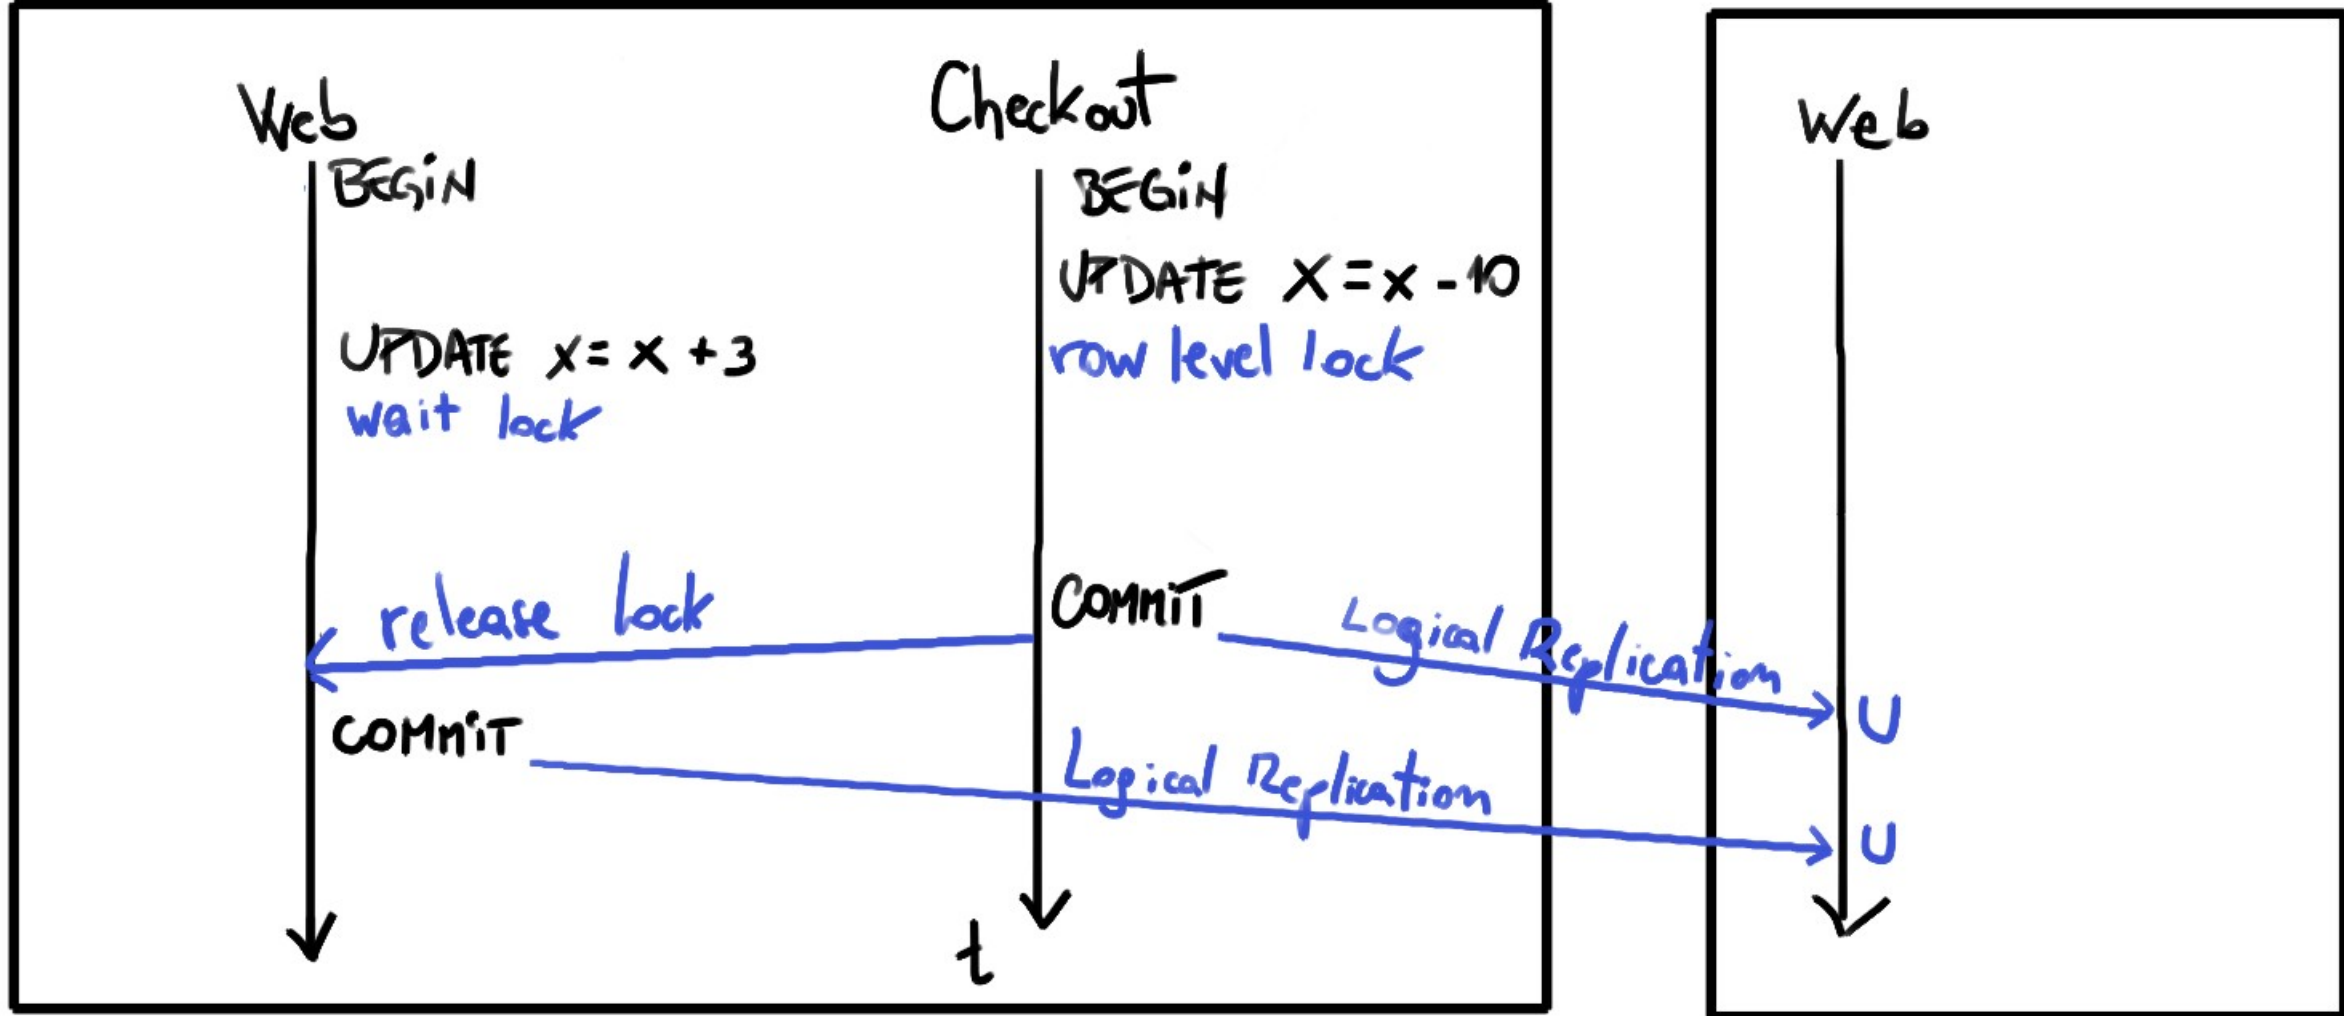 Web
BEGIN
UPDATE x = x + 3
wait lock
release lock
COMMIT
Checkout
BEGIN
UPDATE X = x - 10
row level lock
COMMIT
Logical Replication
Logical Replication
t
Web
U
U